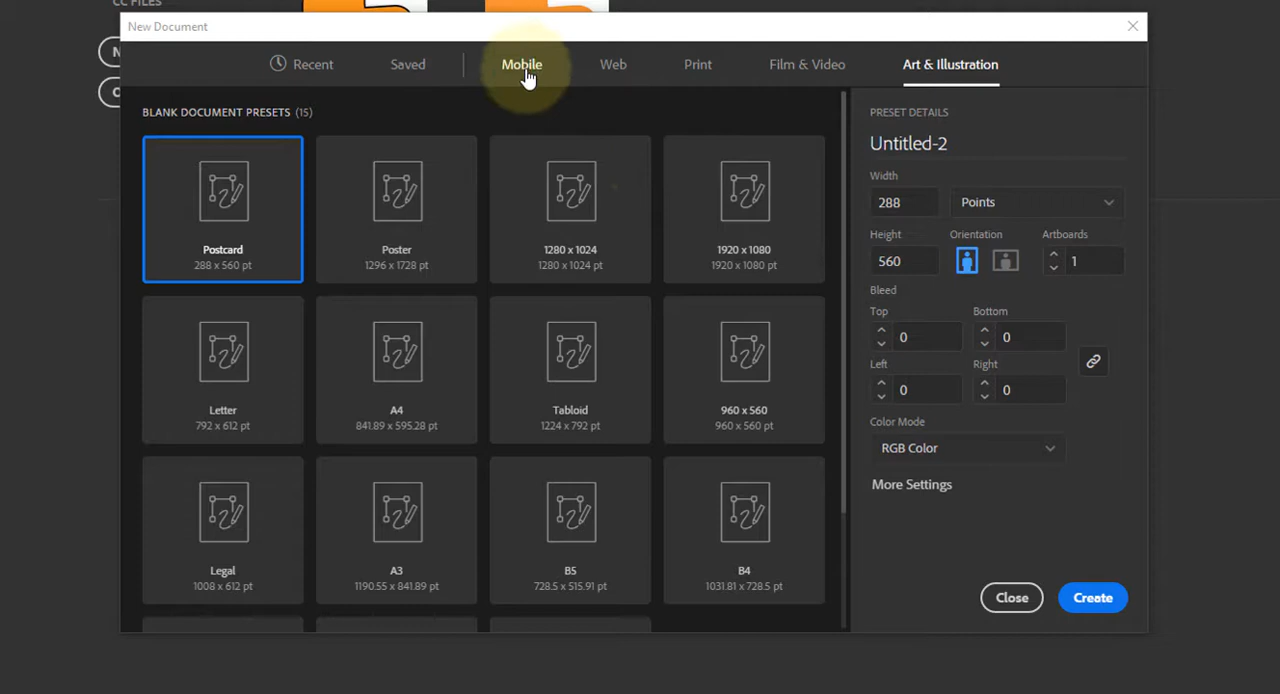 CC FILES
N
New Document
Recent Saved Mobile Web Print Film & Video Art & Illustration
BLANK DOCUMENT PRESETS (15)
Postcard
288 x 560 pt
Poster
1296 x 1728 pt
1280 x 1024
1280 x 1024 pt
1920 x 1080
1920 x 1080 pt
Letter
792 x 612 pt
A4
841.89 x 595.28 pt
Tabloid
1224 x 792 pt
960 x 560
960 x 560 pt
Legal
1008 x 612 pt
A3
1190.55 x 841.89 pt
B5
728.5 x 515.91 pt
B4
1031.81 x 728.5 pt
PRESET DETAILS
Untitled-2
Width
288 Points
Height Orientation Artboards
560 1
Bleed
Top Bottom
0 0
Left Right
0 0
Color Mode
RGB Color
More Settings
Close Create